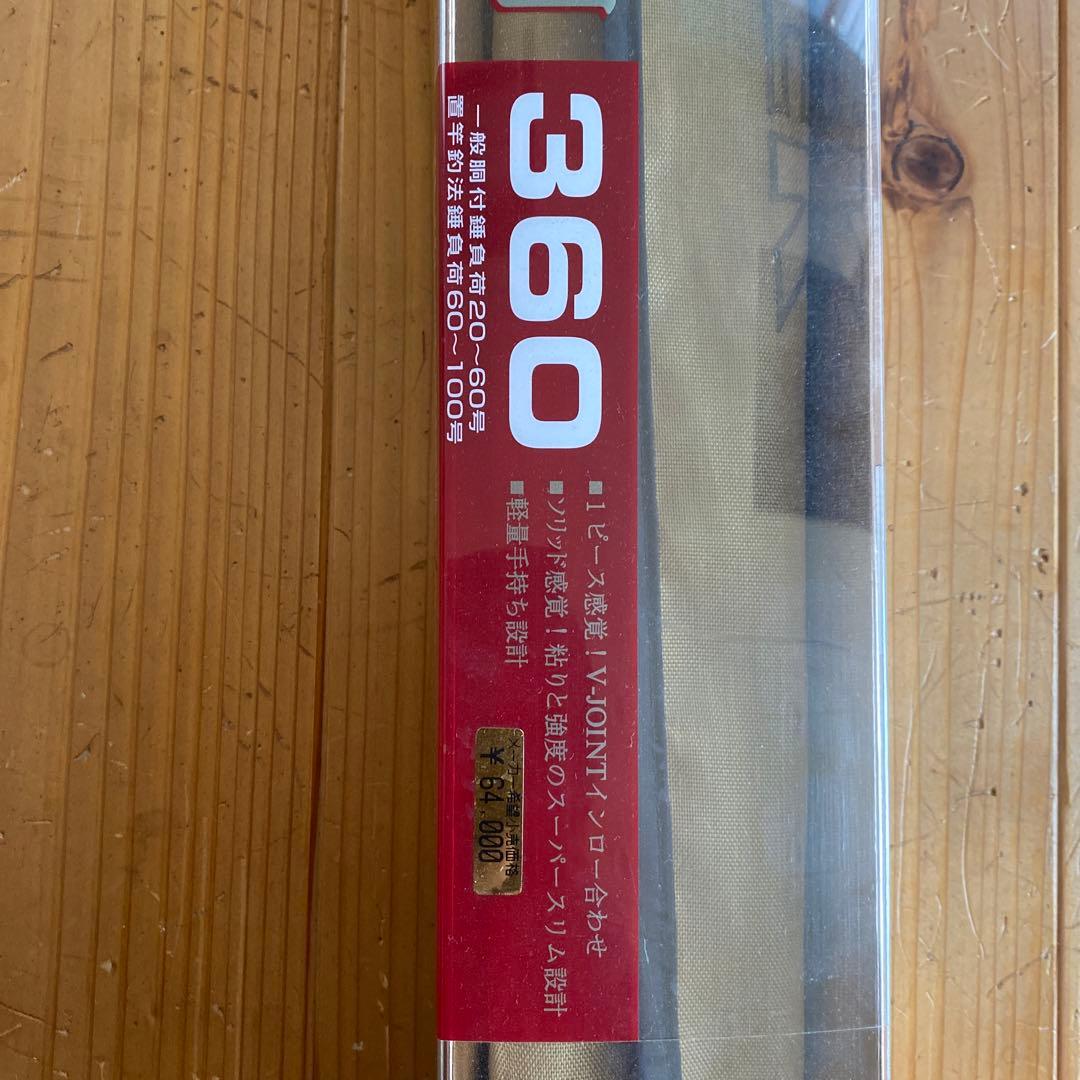 360
一般胴付錘負荷20〜60号
置竿釣法錘負荷60〜100号
■1ピース感覚！V-JOINTインロー合わせ
■ソリッド感覚！粘りと強度のスーパースリム設計
■軽量手持ち設計
メーカー希望小売価格
¥64,000